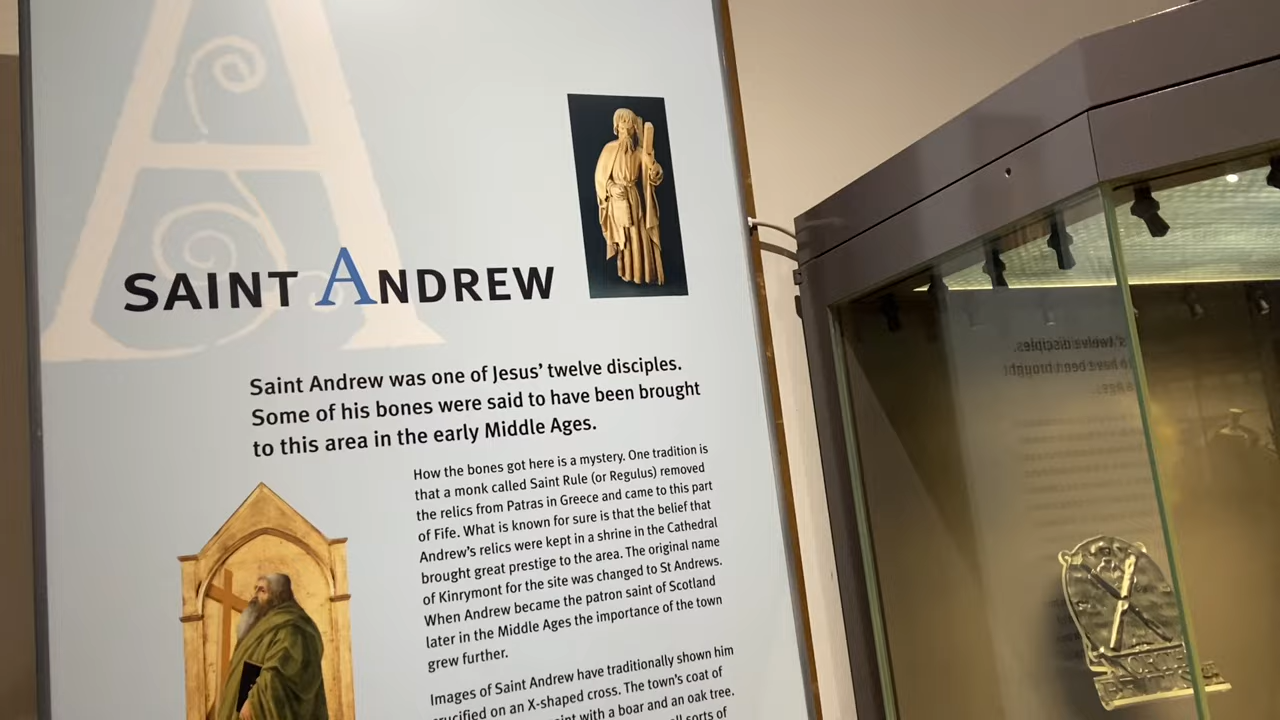 SAINT ANDREW
Saint Andrew was one of Jesus' twelve disciples.
Some of his bones were said to have been brought
to this area in the early Middle Ages.
How the bones got here is a mystery. One tradition is
that a monk called Saint Rule (or Regulus) removed
the relics from Patras in Greece and came to this part
of Fife. What is known for sure is that the belief that
Andrew's relics were kept in a shrine in the Cathedral
brought great prestige to the area. The original name
of Kinrymont for the site was changed to St Andrews.
When Andrew became the patron saint of Scotland
later in the Middle Ages the importance of the town
grew further.
Images of Saint Andrew have traditionally shown him
crucified on an X-shaped cross. The town's coat of
with a boar and an oak tree.
all sorts of
NORTH
BRITISH